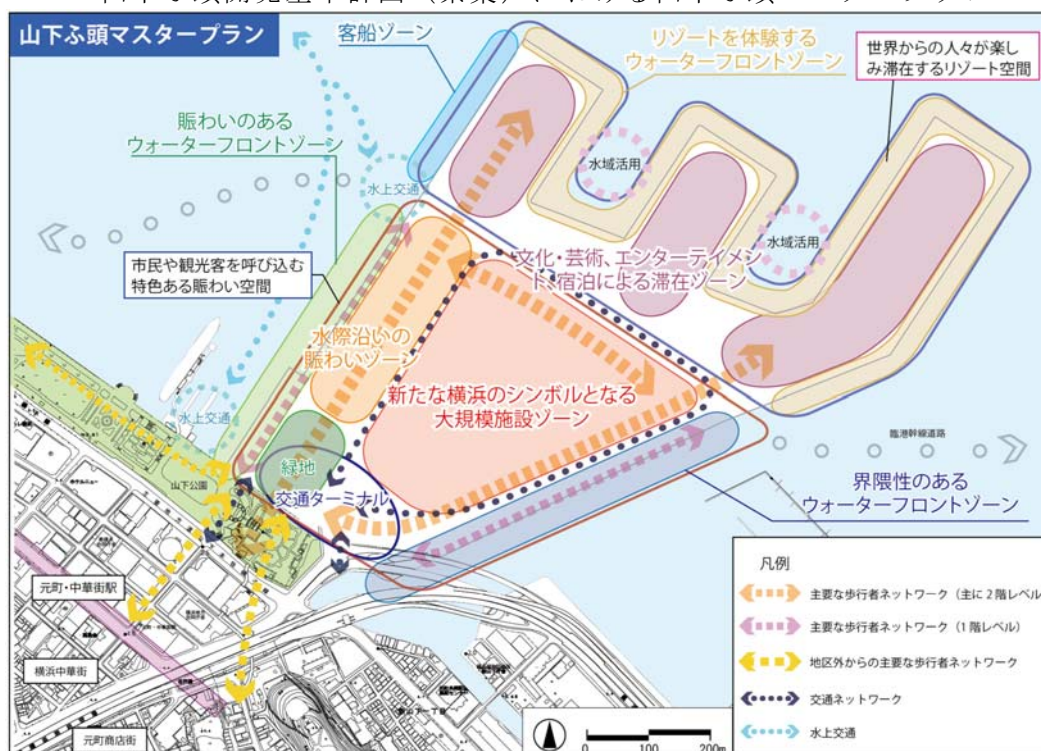 山下ふ頭マスタープラン
客船ゾーン
リゾートを体験する
ウォーターフロントゾーン
世界からの人々が楽し
み滞在するリゾート空間
賑わいのある
ウォーターフロントゾーン
水上交通
水域活用
水域活用
市民や観光客を呼び込む
特色ある賑わい空間
文化・芸術、エンターテイメン
ト、宿泊による滞在ゾーン
水際沿いの
賑わいゾーン
新たな横浜のシンボルとなる
大規模施設ゾーン
水上交通
臨港幹線道路
緑地
山下公園
交通ターミナル
界隈性のある
ウォーターフロントゾーン
元町・中華街駅
横浜中華街
元町商店街
凡例
主要な歩行者ネットワーク（主に2階レベル
主要な歩行者ネットワーク（1階レベル）
地区外からの主要な歩行者ネットワーク
交通ネットワーク
水上交通
0 100 200m